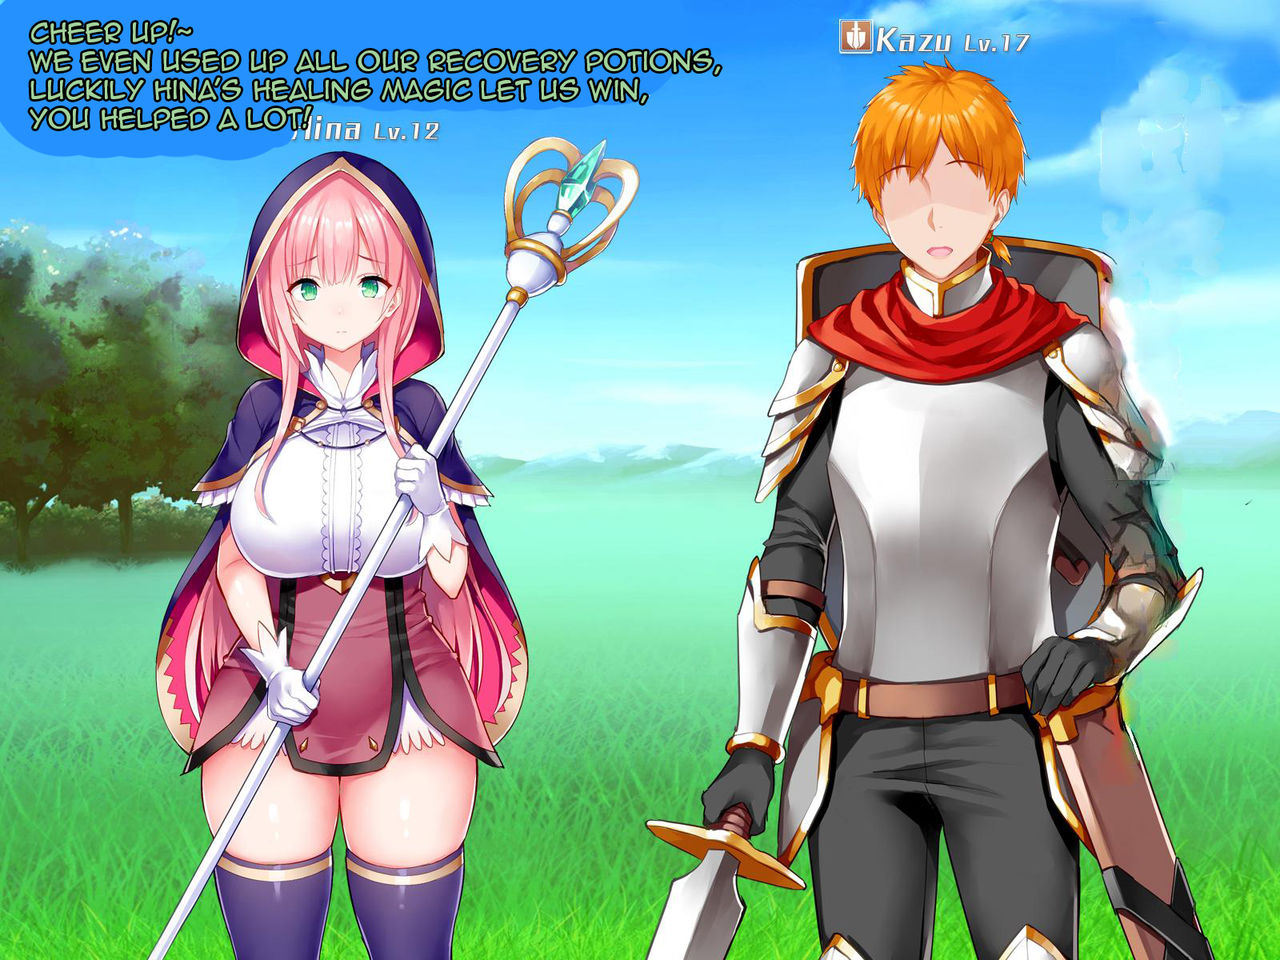 CHEER UP!~
WE EVEN USED UP ALL OUR RECOVERY POTIONS,
LUCKILY HINA'S HEALING MAGIC LET US WIN,
YOU HELPED A LOT!
Hina Lv.12
Kazu Lv.17